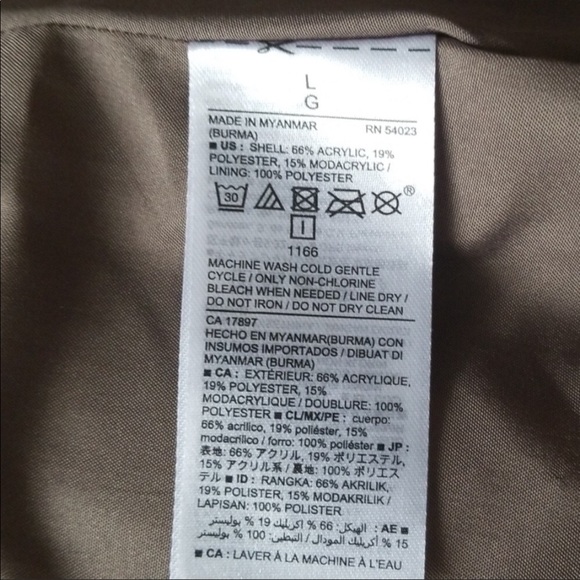 L
G
MADE IN MYANMAR
(BURMA) RN 54023
■ US : SHELL: 66% ACRYLIC, 19%
POLYESTER, 15% MODACRYLIC /
LINING: 100% POLYESTER
30 ®
1166
MACHINE WASH COLD GENTLE
CYCLE / ONLY NON-CHLORINE
BLEACH WHEN NEEDED / LINE DRY /
DO NOT IRON / DO NOT DRY CLEAN
CA 17897
HECHO EN MYANMAR(BURMA) CON
INSUMOS IMPORTADOS / DIBUAT DI
MYANMAR (BURMA)
■ CA : EXTÉRIEUR: 66% ACRYLIQUE,
19% POLYESTER, 15%
MODACRYLIQUE / DOUBLURE: 100%
POLYESTER ■ CL/MX/PE : cuerpo:
66% acrílico, 19% poliéster, 15%
modacrílico / forro: 100% poliéster ■ JP :
表地: 66% アクリル, 19% ポリエステル,
15% アクリル系 / 裏地: 100% ポリエス
テル ■ ID : RANGKA: 66% AKRILIK,
19% POLISTER, 15% MODAKRILIK /
LAPISAN: 100% POLISTER
■ AE : الهيكل: 66 % اكريليك 19 % بوليستر
15 % أكريليك المودال / التبطين: 100 % بوليستر
■ CA : LAVER À LA MACHINE À L'EAU